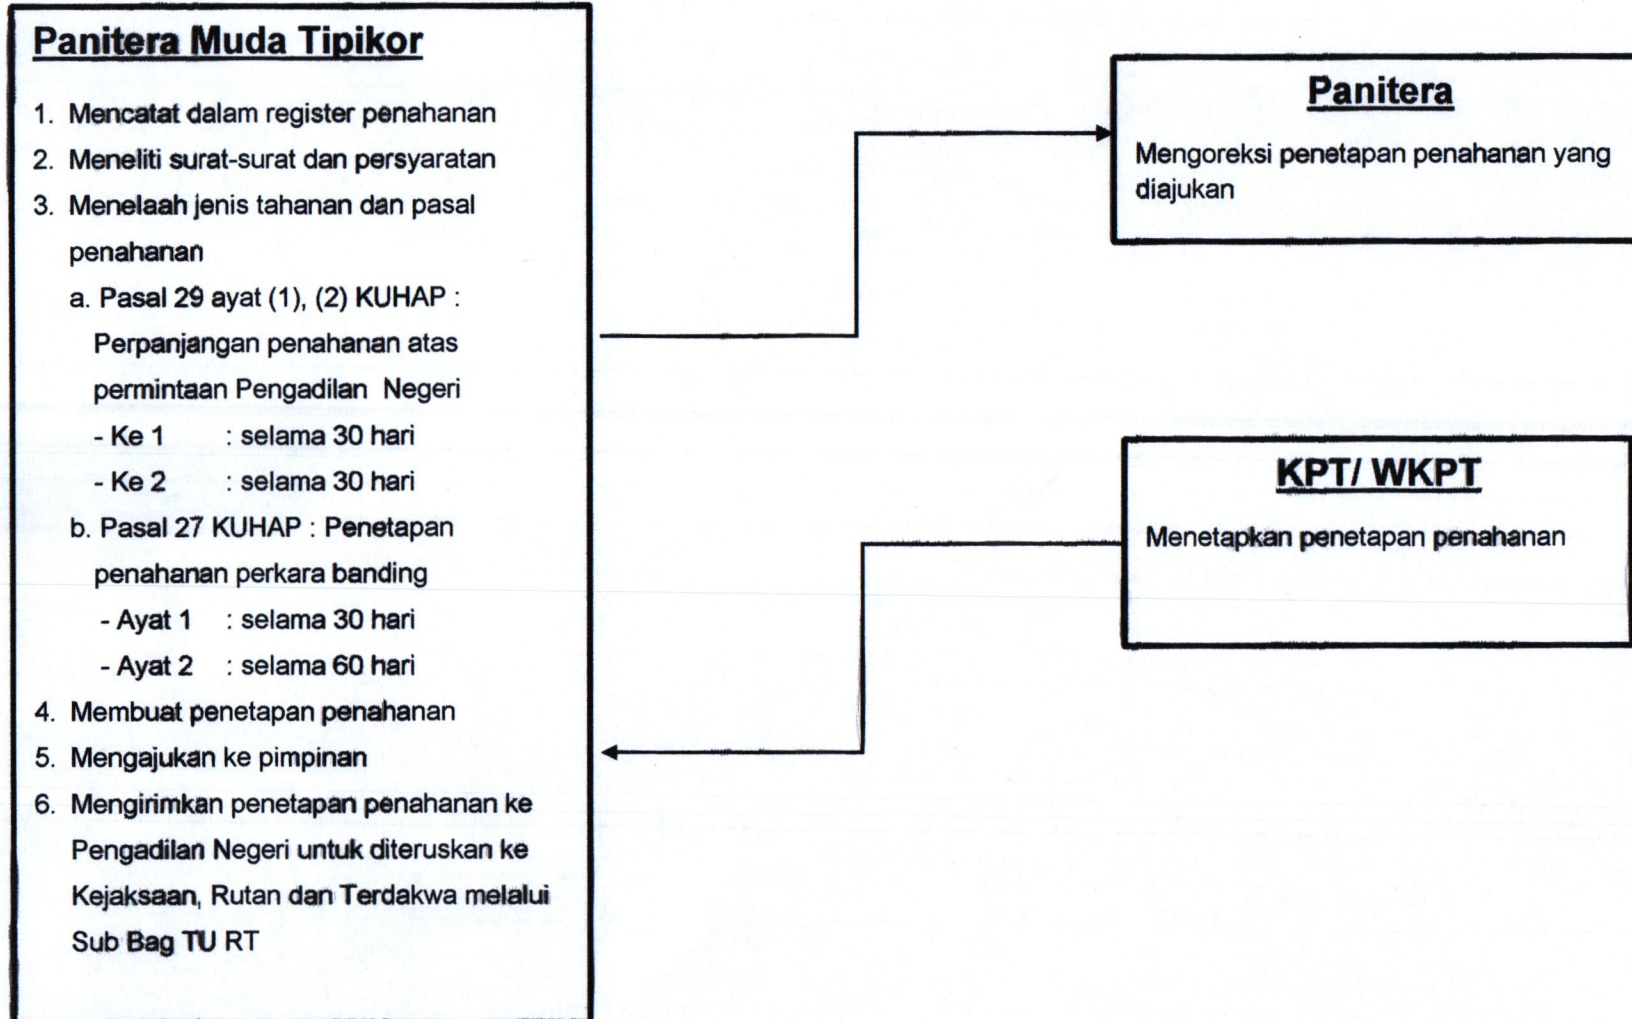 Panitera Muda Tipikor
1. Mencatat dalam register penahanan
2. Meneliti surat-surat dan persyaratan
3. Menelaah jenis tahanan dan pasal
penahanan
a. Pasal 29 ayat (1), (2) KUHAP :
Perpanjangan penahanan atas
permintaan Pengadilan Negeri
- Ke 1 : selama 30 hari
- Ke 2 : selama 30 hari
b. Pasal 27 KUHAP : Penetapan
penahanan perkara banding
- Ayat 1 : selama 30 hari
- Ayat 2 : selama 60 hari
4. Membuat penetapan penahanan
5. Mengajukan ke pimpinan
6. Mengirimkan penetapan penahanan ke
Pengadilan Negeri untuk diteruskan ke
Kejaksaan, Rutan dan Terdakwa melalui
Sub Bag TU RT
Panitera
Mengoreksi penetapan penahanan yang
diajukan
KPT/ WKPT
Menetapkan penetapan penahanan